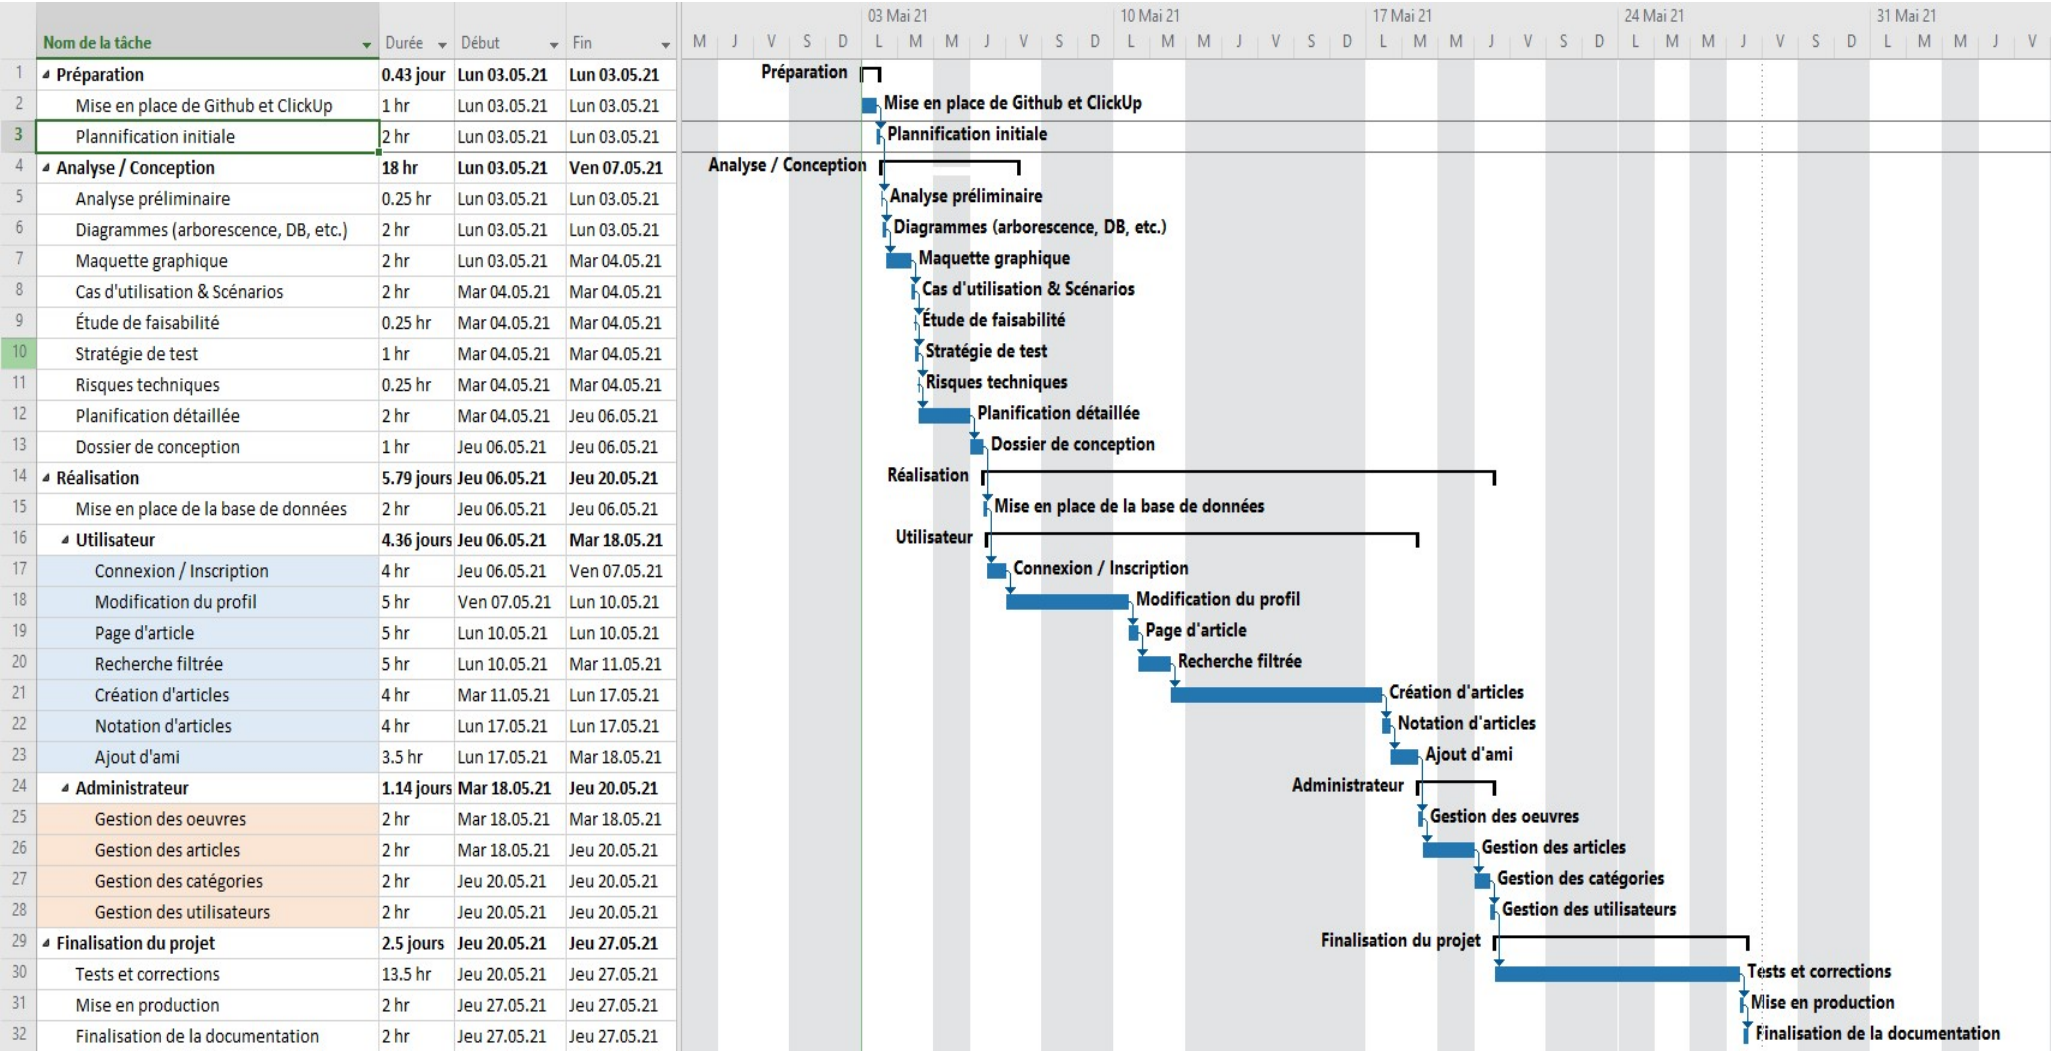 03 Mai 21 10 Mai 21 17 Mai 21 24 Mai 21 31 Mai 21
Nom de la tâche Durée Début Fin M J V S D L M M J V S D L M M J V S D L M M J V S D L M M J V S D L M M J V
1 Préparation 0.43 jour Lun 03.05.21 Lun 03.05.21 Préparation
2 Mise en place de Github et ClickUp 1 hr Lun 03.05.21 Lun 03.05.21 Mise en place de Github et ClickUp
3 Plannification initiale 2 hr Lun 03.05.21 Lun 03.05.21 Plannification initiale
4 Analyse / Conception 18 hr Lun 03.05.21 Ven 07.05.21 Analyse / Conception
5 Analyse préliminaire 0.25 hr Lun 03.05.21 Lun 03.05.21 Analyse préliminaire
6 Diagrammes (arborescence, DB, etc.) 2 hr Lun 03.05.21 Lun 03.05.21 Diagrammes (arborescence, DB, etc.)
7 Maquette graphique 2 hr Lun 03.05.21 Mar 04.05.21 Maquette graphique
8 Cas d'utilisation & Scénarios 2 hr Mar 04.05.21 Mar 04.05.21 Cas d'utilisation & Scénarios
9 Étude de faisabilité 0.25 hr Mar 04.05.21 Mar 04.05.21 Étude de faisabilité
10 Stratégie de test 1 hr Mar 04.05.21 Mar 04.05.21 Stratégie de test
11 Risques techniques 0.25 hr Mar 04.05.21 Mar 04.05.21 Risques techniques
12 Planification détaillée 2 hr Mar 04.05.21 Jeu 06.05.21 Planification détaillée
13 Dossier de conception 1 hr Jeu 06.05.21 Jeu 06.05.21 Dossier de conception
14 Réalisation 5.79 jours Jeu 06.05.21 Jeu 20.05.21 Réalisation
15 Mise en place de la base de données 2 hr Jeu 06.05.21 Jeu 06.05.21 Mise en place de la base de données
16 Utilisateur 4.36 jours Jeu 06.05.21 Mar 18.05.21 Utilisateur
17 Connexion / Inscription 4 hr Jeu 06.05.21 Ven 07.05.21 Connexion / Inscription
18 Modification du profil 5 hr Ven 07.05.21 Lun 10.05.21 Modification du profil
19 Page d'article 5 hr Lun 10.05.21 Lun 10.05.21 Page d'article
20 Recherche filtrée 5 hr Lun 10.05.21 Mar 11.05.21 Recherche filtrée
21 Création d'articles 4 hr Mar 11.05.21 Lun 17.05.21 Création d'articles
22 Notation d'articles 4 hr Lun 17.05.21 Lun 17.05.21 Notation d'articles
23 Ajout d'ami 3.5 hr Lun 17.05.21 Mar 18.05.21 Ajout d'ami
24 Administrateur 1.14 jours Mar 18.05.21 Jeu 20.05.21 Administrateur
25 Gestion des oeuvres 2 hr Mar 18.05.21 Mar 18.05.21 Gestion des oeuvres
26 Gestion des articles 2 hr Mar 18.05.21 Jeu 20.05.21 Gestion des articles
27 Gestion des catégories 2 hr Jeu 20.05.21 Jeu 20.05.21 Gestion des catégories
28 Gestion des utilisateurs 2 hr Jeu 20.05.21 Jeu 20.05.21 Gestion des utilisateurs
29 Finalisation du projet 2.5 jours Jeu 20.05.21 Jeu 27.05.21 Finalisation du projet
30 Tests et corrections 13.5 hr Jeu 20.05.21 Jeu 27.05.21 Tests et corrections
31 Mise en production 2 hr Jeu 27.05.21 Jeu 27.05.21 Mise en production
32 Finalisation de la documentation 2 hr Jeu 27.05.21 Jeu 27.05.21 Finalisation de la documentation